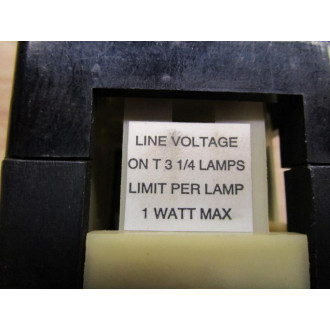 LINE VOLTAGE
ON T 3 1/4 LAMPS
LIMIT PER LAMP
1 WATT MAX